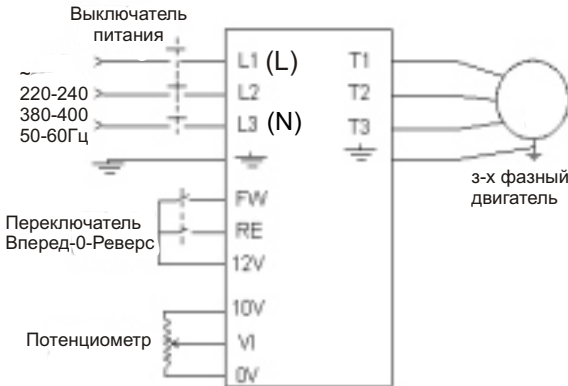 Выключатель
питания
~
220-240
380-400
50-60Гц
L1 (L)
L2
L3 (N)
T1
T2
T3
з-х фазный
двигатель
Переключатель
Вперед-0-Реверс
FW
RE
12V
Потенциометр
10V
VI
0V